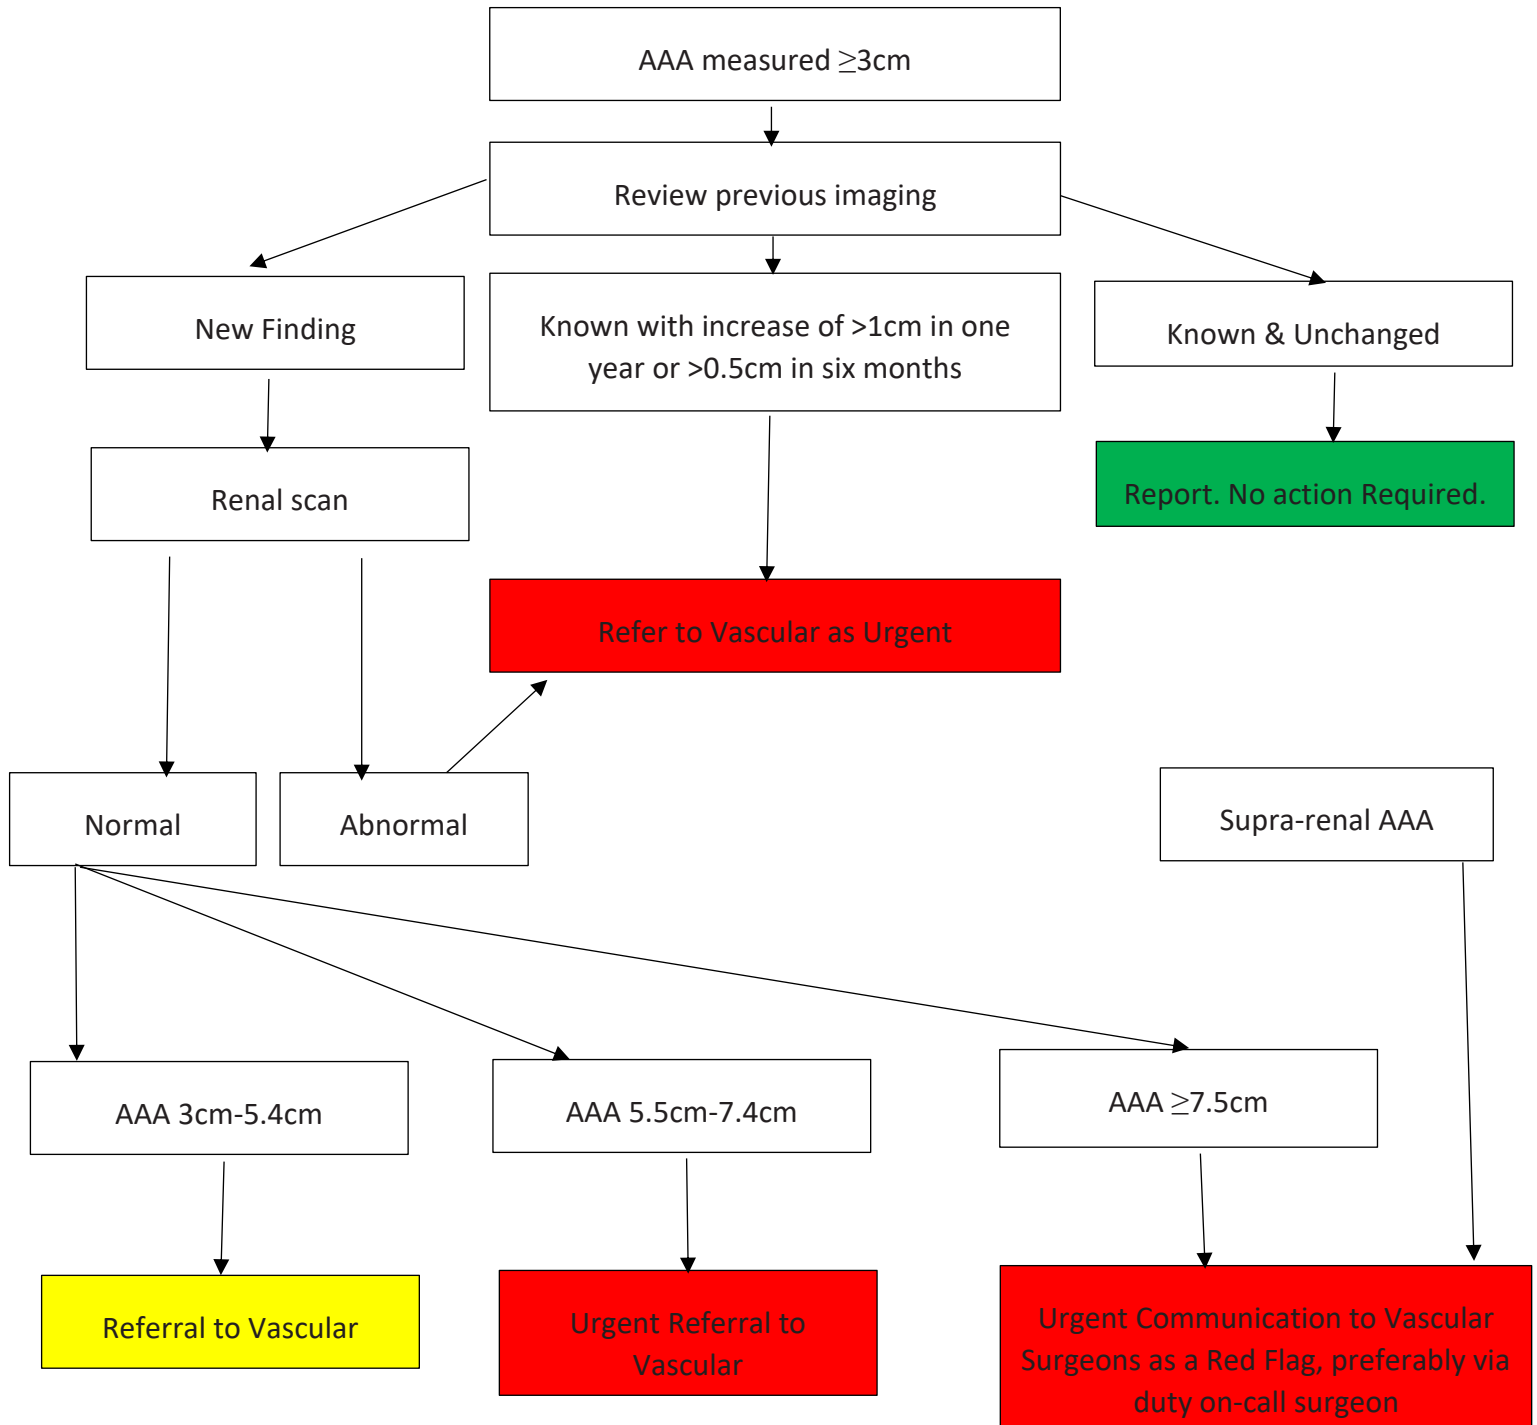 AAA measured ≥3cm
Review previous imaging
New Finding
Known with increase of >1cm in one
year or >0.5cm in six months
Known & Unchanged
Renal scan
Report. No action Required.
Refer to Vascular as Urgent
Normal
Abnormal
Supra-renal AAA
AAA 3cm-5.4cm
AAA 5.5cm-7.4cm
AAA ≥7.5cm
Referral to Vascular
Urgent Referral to
Vascular
Urgent Communication to Vascular
Surgeons as a Red Flag, preferably via
duty on-call surgeon